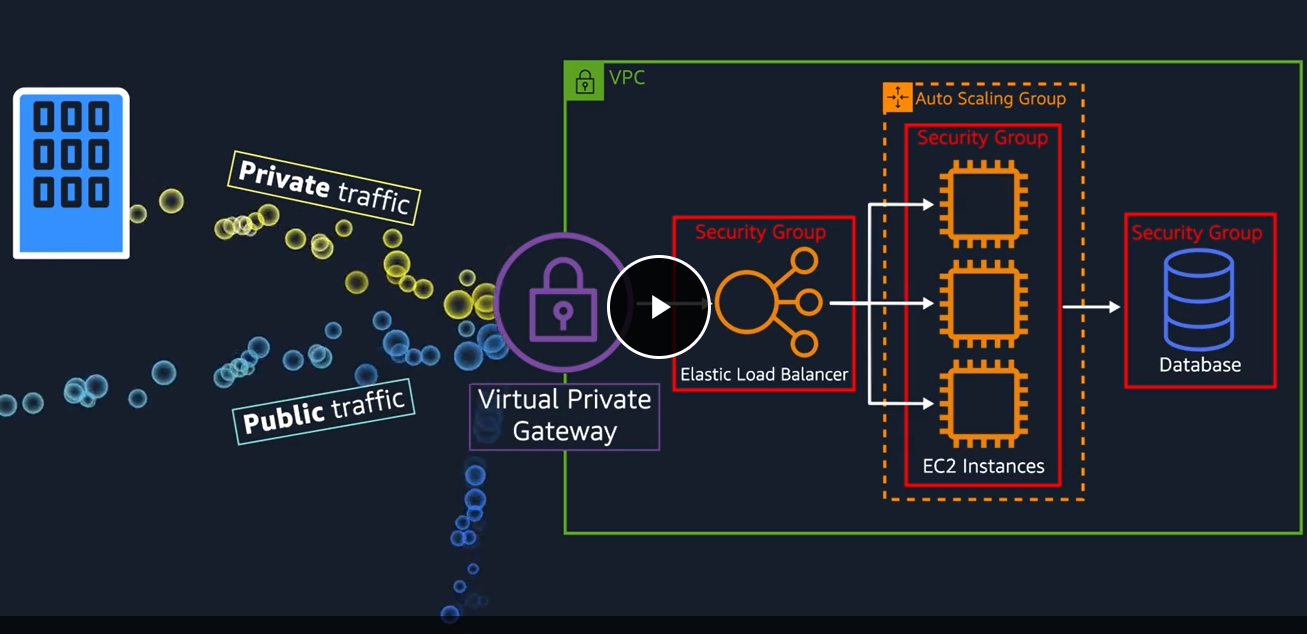 VPC
Auto Scaling Group
Security Group
Private traffic
Security Group
Security Group
Elastic Load Balancer
Database
Public traffic
Virtual Private
Gateway
EC2 Instances